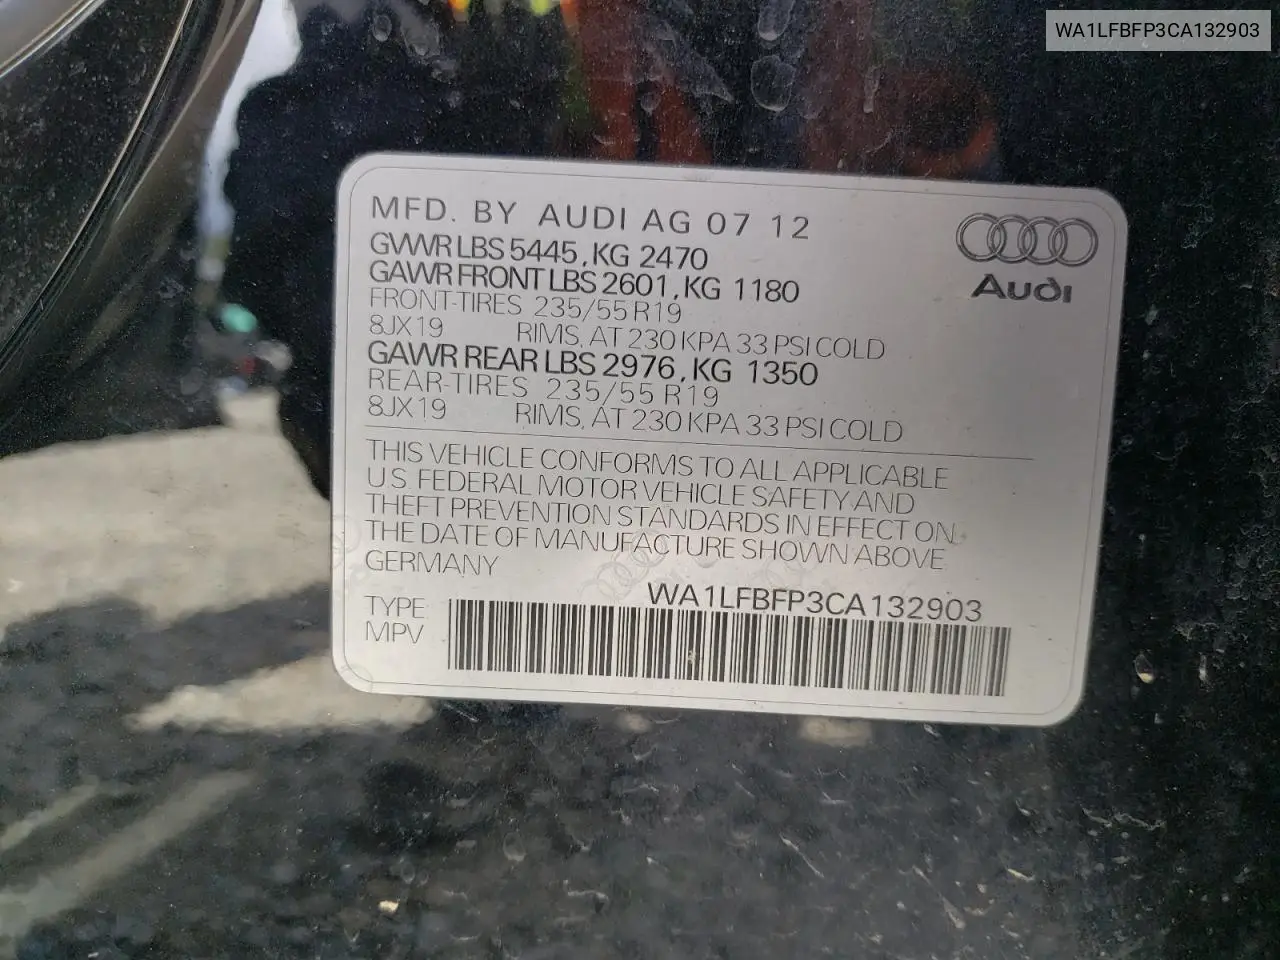 WA1LFBFP3CA132903
MFD. BY AUDI AG 07 12
GVWR LBS 5445, KG 2470
GAWR FRONT LBS 2601, KG 1180
FRONT-TIRES 235/55 R19
8JX19 RIMS, AT 230 KPA 33 PSI COLD
GAWR REAR LBS 2976, KG 1350
REAR-TIRES 235/55 R19
8JX19 RIMS, AT 230 KPA 33 PSI COLD
Audi
THIS VEHICLE CONFORMS TO ALL APPLICABLE
U.S. FEDERAL MOTOR VEHICLE SAFETY AND
THEFT PREVENTION STANDARDS IN EFFECT ON
THE DATE OF MANUFACTURE SHOWN ABOVE
GERMANY
WA1LFBFP3CA132903
TYPE
MPV